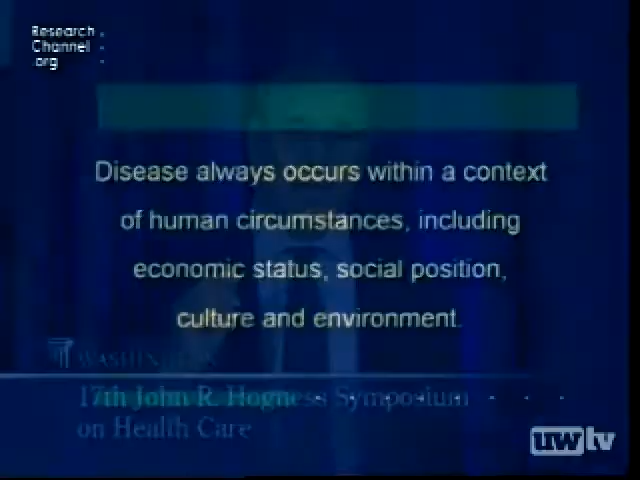 Research
Channel
.org
Disease always occurs within a context
of human circumstances, including
economic status, social position,
culture and environment.
WASHINGTON
17th John R. Hogness Symposium
on Health Care
uwtv